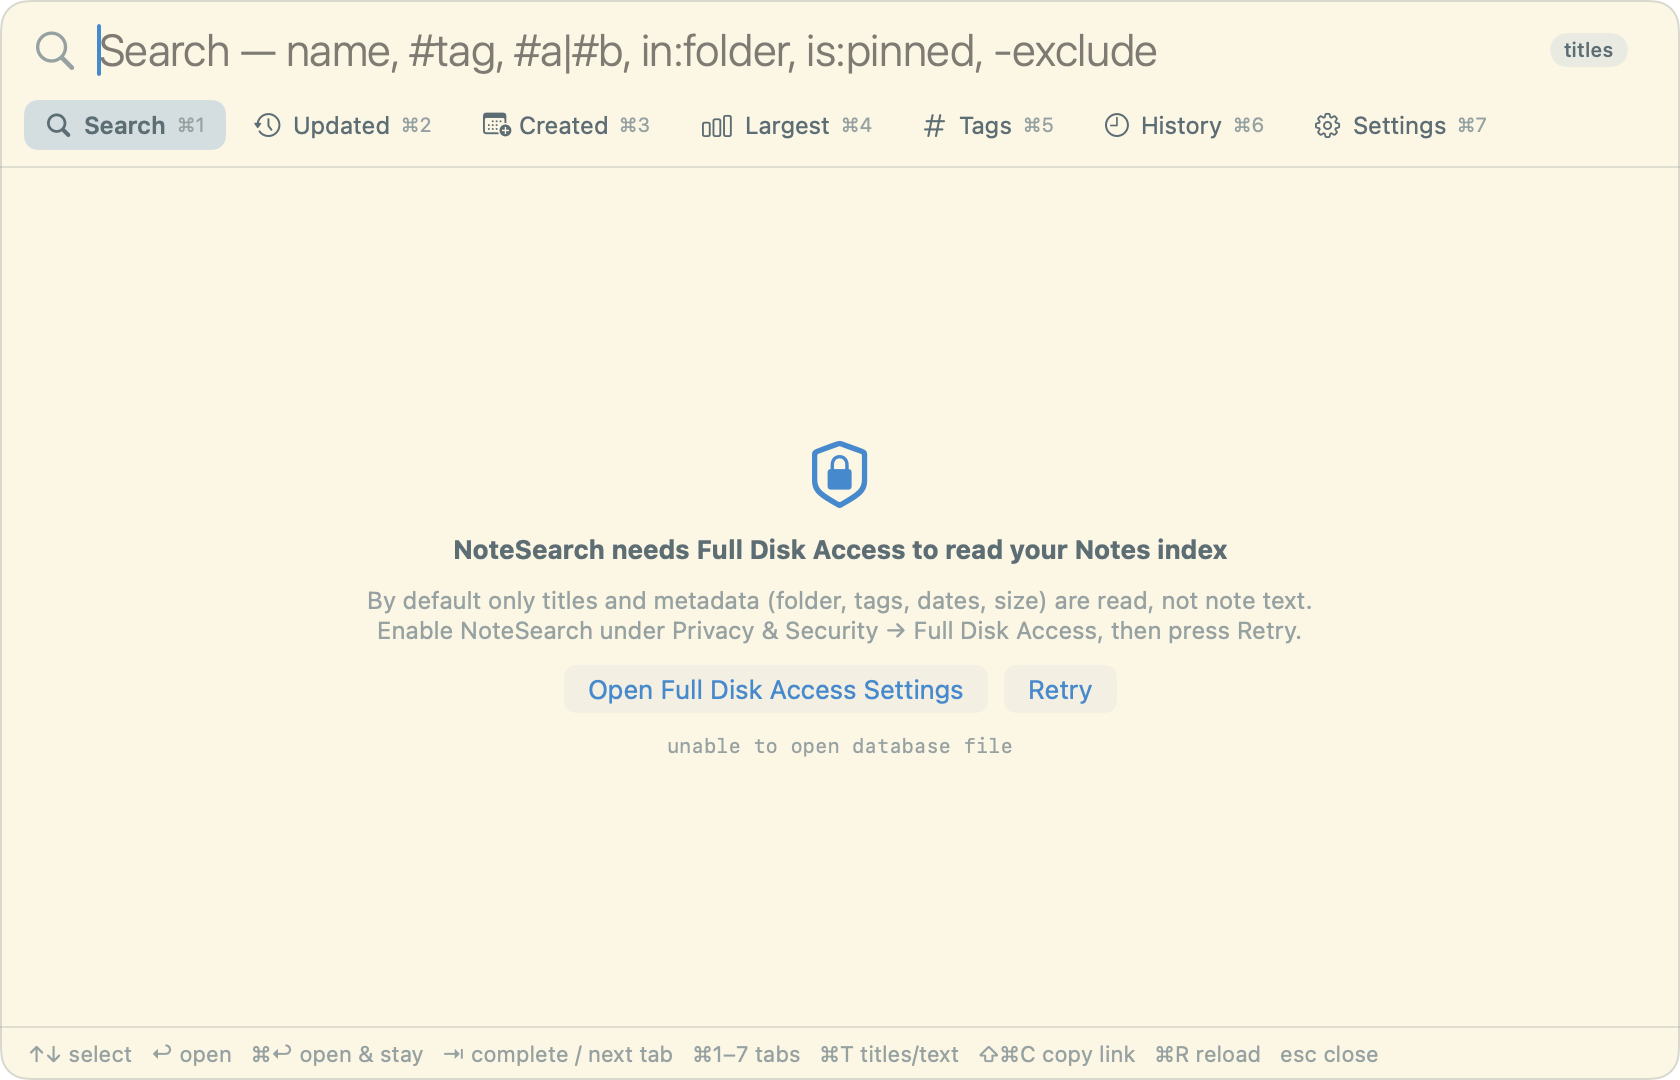 Search — name, #tag, #a|#b, in:folder, is:pinned, -exclude titles
Search ⌘1 Updated ⌘2 Created ⌘3 Largest ⌘4 # Tags ⌘5 History ⌘6 Settings ⌘7
NoteSearch needs Full Disk Access to read your Notes index
By default only titles and metadata (folder, tags, dates, size) are read, not note text.
Enable NoteSearch under Privacy & Security → Full Disk Access, then press Retry.
Open Full Disk Access Settings Retry
unable to open database file
↑↓ select ↩ open ⌘↩ open & stay ⇥ complete / next tab ⌘1–7 tabs ⌘T titles/text ⇧⌘C copy link ⌘R reload esc close